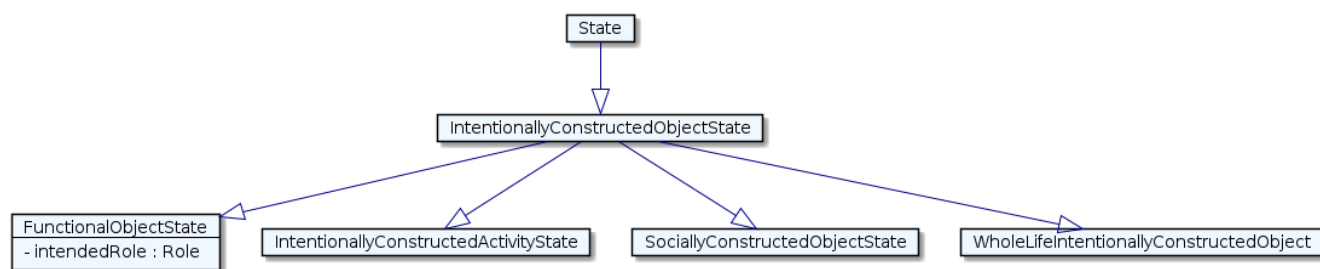 State
IntentionallyConstructedObjectState
FunctionalObjectState
- intendedRole : Role
IntentionallyConstructedActivityState
SociallyConstructedObjectState
WholeLifeIntentionallyConstructedObject